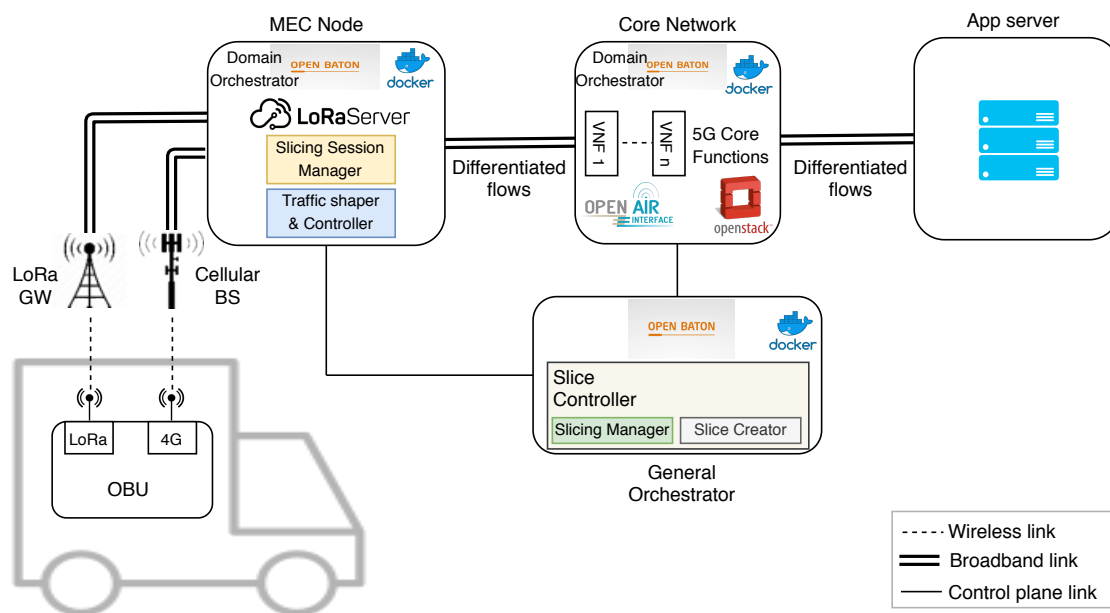 MEC Node
Core Network
App server
Domain
Orchestrator
OPEN BATON
docker
LoRaServer
Slicing Session
Manager
Traffic shaper
& Controller
Differentiated
flows
Domain
Orchestrator
OPEN BATON
docker
VNF 1
VNF n
5G Core
Functions
OPEN AIR
INTERFACE
openstack
Differentiated
flows
LoRa
GW
Cellular
BS
LoRa
4G
OBU
OPEN BATON
docker
Slice
Controller
Slicing Manager
Slice Creator
General
Orchestrator
Wireless link
Broadband link
Control plane link